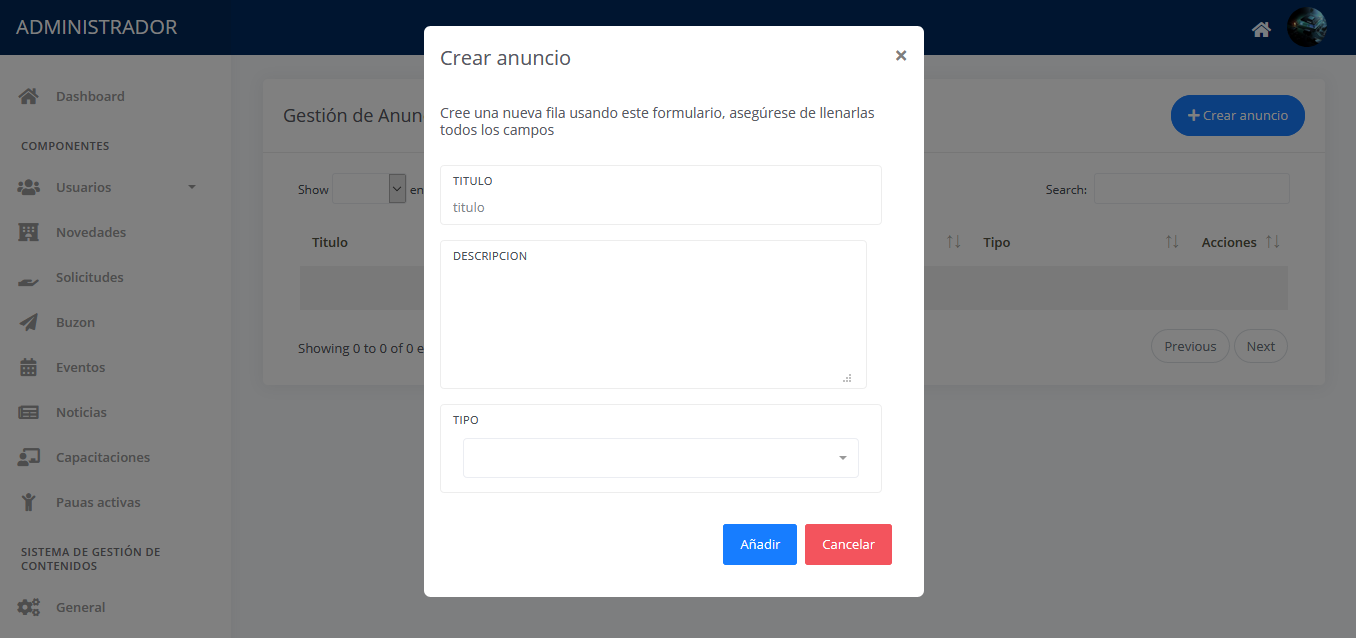 ADMINISTRADOR
Dashboard
COMPONENTES
Usuarios
Novedades
Solicitudes
Buzon
Eventos
Noticias
Capacitaciones
Pauas activas
SISTEMA DE GESTIÓN DE
CONTENIDOS
General
Gestión de Anun
+ Crear anuncio
Show en
Search:
Titulo
Tipo
Acciones
Showing 0 to 0 of 0 e
Previous
Next
Crear anuncio
×
Cree una nueva fila usando este formulario, asegúrese de llenarlas
todos los campos
TITULO
titulo
DESCRIPCION
TIPO
Añadir
Cancelar